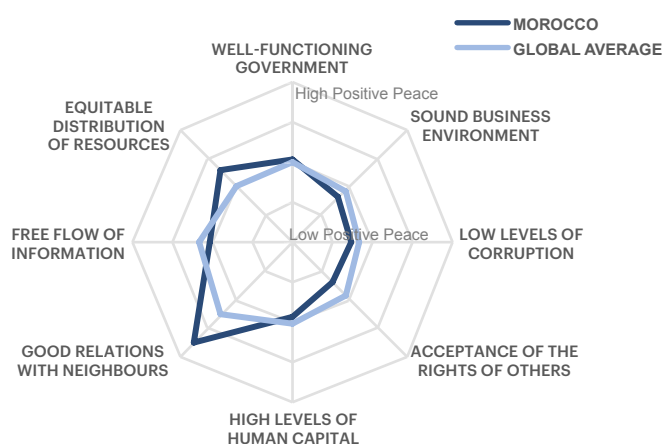 MOROCCO
GLOBAL AVERAGE
WELL-FUNCTIONING
GOVERNMENT
High Positive Peace
EQUITABLE
DISTRIBUTION
OF RESOURCES
SOUND BUSINESS
ENVIRONMENT
FREE FLOW OF
INFORMATION
Low Positive Peace
LOW LEVELS OF
CORRUPTION
GOOD RELATIONS
WITH NEIGHBOURS
ACCEPTANCE OF THE
RIGHTS OF OTHERS
HIGH LEVELS OF
HUMAN CAPITAL